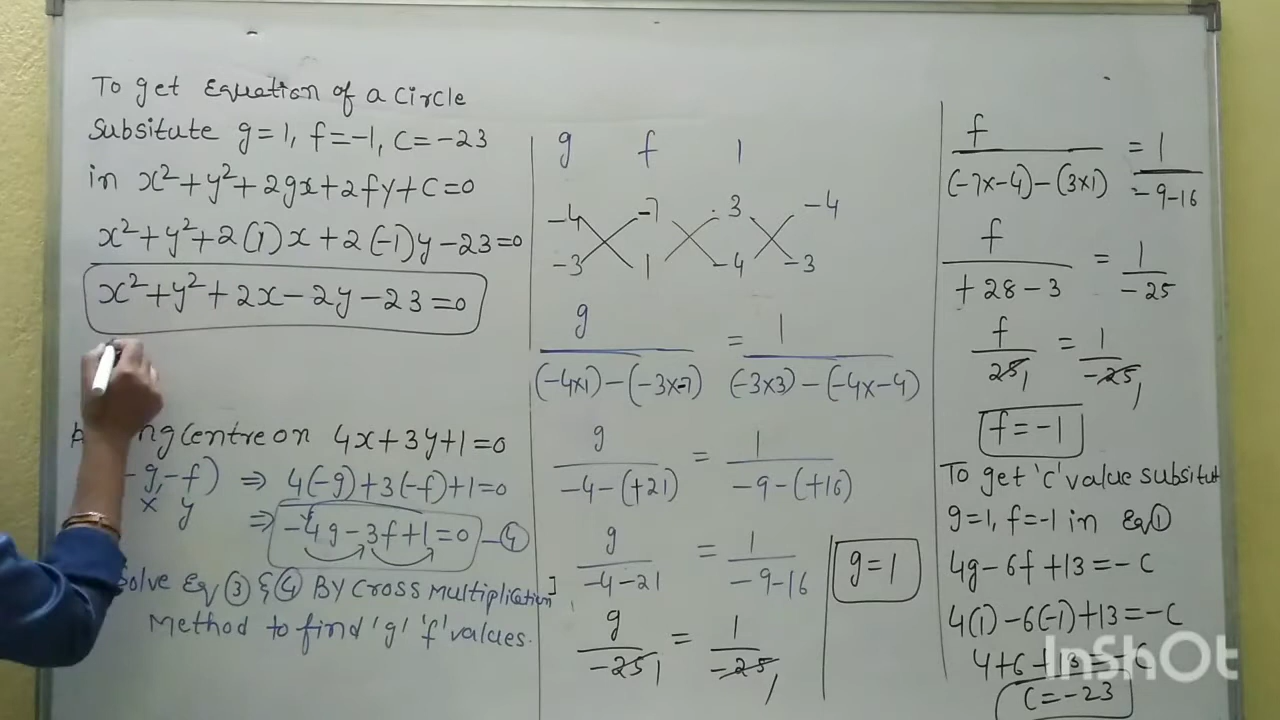 To get Equation of a circle
Subsitute g=1, f=-1, C=-23
in x²+y²+2gx+2fy+C=0
x²+y²+2(1)x+2(-1)y-23=0
x²+y²+2x-2y-23=0
Centre on 4x+3y+1=0
-g,-f) ⇒ 4(-g)+3(-f)+1=0
x y
⇒ -4g-3f+1=0 -④
Solve Eq ③ & ④ By cross Multiplication
Method to find 'g' 'f' values.
g f 1
-4 -7 3 -4
-3 1 -4 -3
g/((-4x1)-(-3x-7)) = 1/((-3x3)-(-4x-4))
g/(-4-(+21)) = 1/(-9-(+16))
g/(-4-21) = 1/(-9-16)
g/(-25) = 1/(-25)
g=1
f/((-7x-4)-(3x1)) = 1/(-9-16)
f/(+28-3) = 1/(-25)
f/25 = 1/(-25)
f=-1
To get 'c' value subsitut
g=1, f=-1 in Eq①
4g-6f+13=-C
4(1)-6(-1)+13=-C
4+6+13=-C
C=-23
InShOt